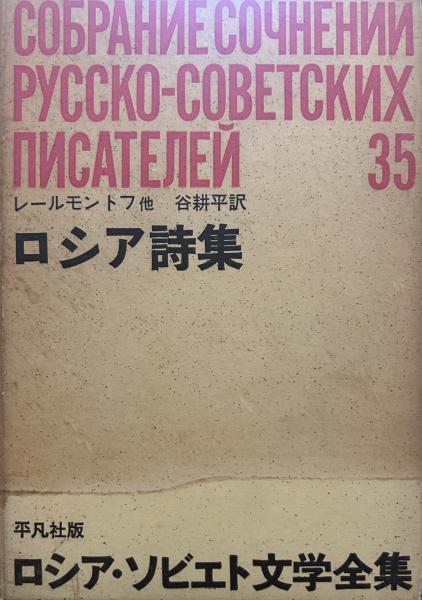 СОБРАНИЕ СОЧНЕНИИ
РУССКО-СОВЕТСКИХ
ПИСАТЕЛЕЙ 35
レールモントフ他 谷耕平訳
ロシア詩集
平凡社版
ロシア・ソビエト文学全集